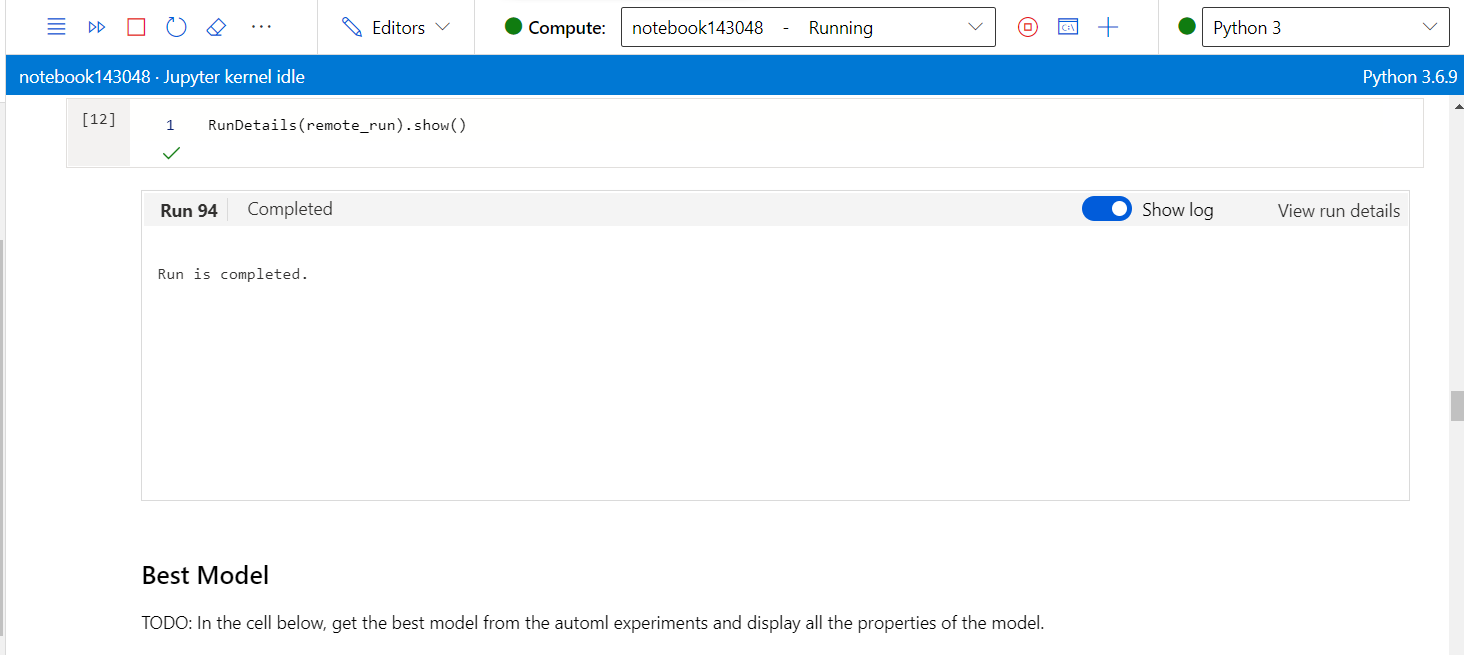 Editors Compute: notebook143048 - Running Python 3
notebook143048 · Jupyter kernel idle Python 3.6.9
[12] 1 RunDetails(remote_run).show()
Run 94 Completed Show log View run details
Run is completed.
Best Model
TODO: In the cell below, get the best model from the automl experiments and display all the properties of the model.